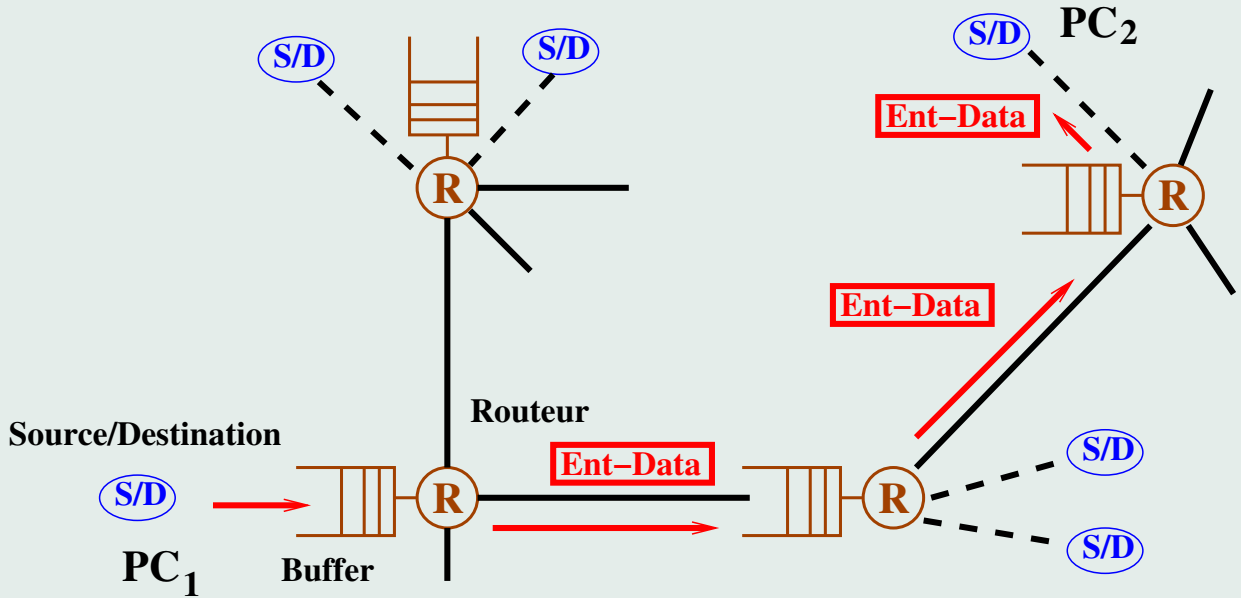 S/D
S/D
S/D
PC2
Ent–Data
R
R
Ent–Data
Routeur
Source/Destination
Ent–Data
S/D
S/D
R
R
S/D
PC1
Buffer